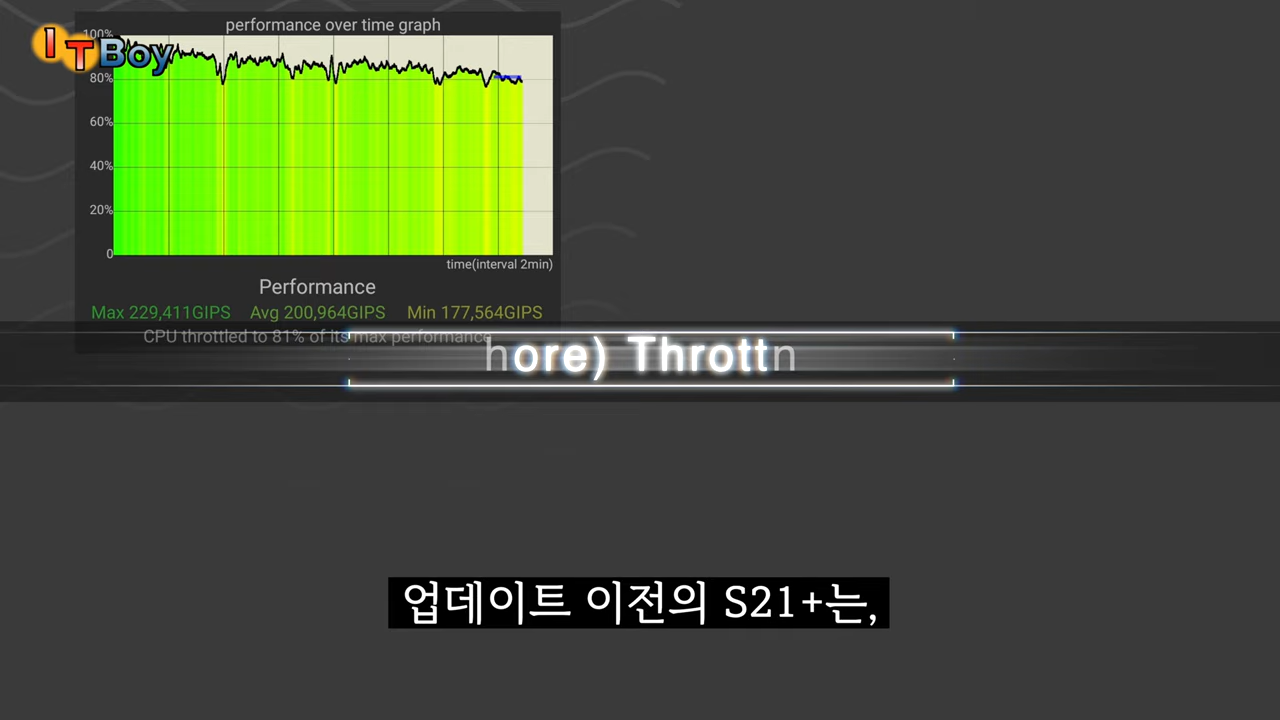 performance over time graph
ITBoy
100%
80%
60%
40%
20%
0
time(interval 2min)
Performance
Max 229,411GIPS Avg 200,964GIPS Min 177,564GIPS
CPU throttled to 81% of its max performance
hore) Throttn
업데이트 이전의 S21+는,